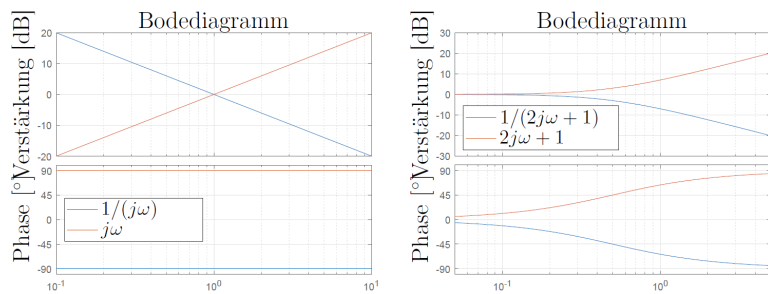 Bodediagramm
Verstärkung [dB]
20
10
0
-10
-20
Phase [°]
90
45
0
-45
-90
1/(jω)
jω
10^-1
10^0
10^1
Bodediagramm
Verstärkung [dB]
30
20
10
0
-10
-20
-30
1/(2jω + 1)
2jω + 1
Phase [°]
90
45
0
-45
-90
10^-1
10^0